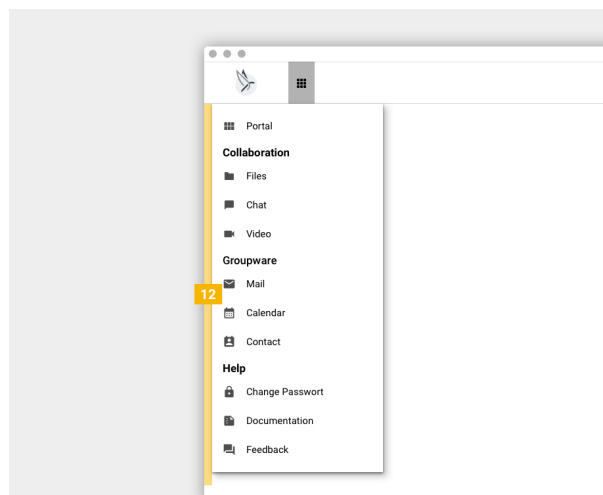 Portal
Collaboration
Files
Chat
Video
Groupware
Mail
12
Calendar
Contact
Help
Change Passwort
Documentation
Feedback